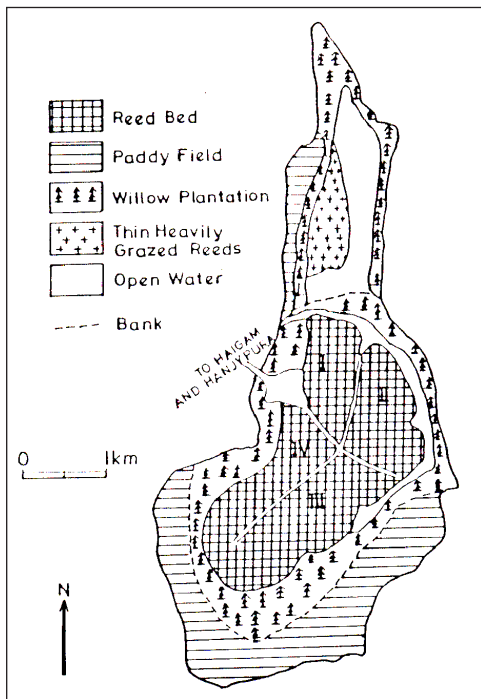 Reed Bed
Paddy Field
Willow Plantation
Thin Heavily
Grazed Reeds
Open Water
Bank
TO HAIGAM
AND HANJYPURA
I
II
IV
III
0 1km
N